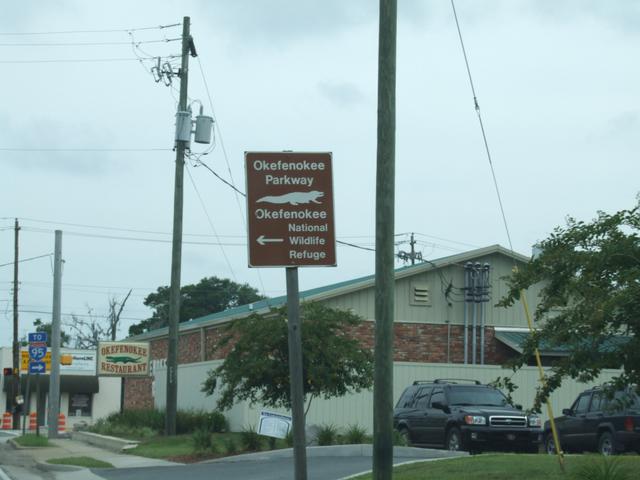 Okefenokee
Parkway
Okefenokee
National
Wildlife
Refuge
TO
95
OKEFENOKEE
RESTAURANT